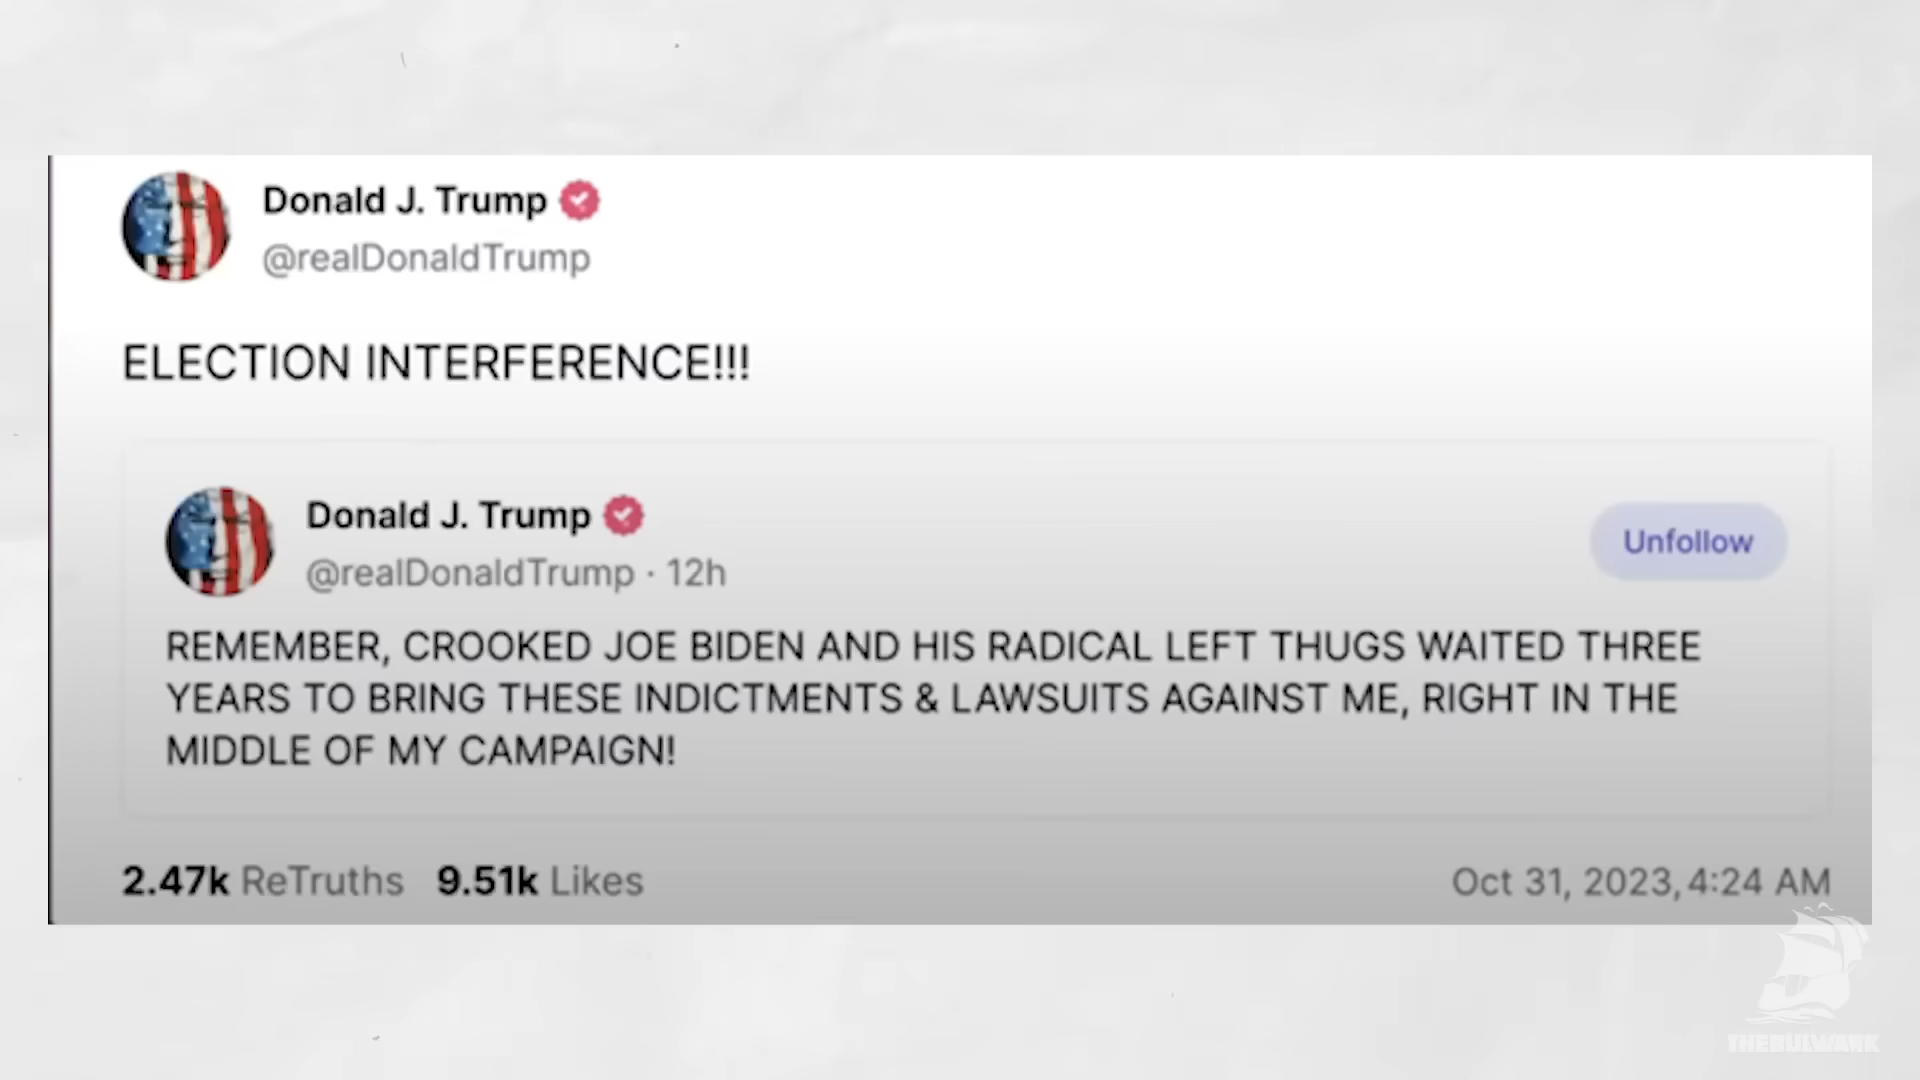 Donald J. Trump
@realDonaldTrump
ELECTION INTERFERENCE!!!
Donald J. Trump
@realDonaldTrump · 12h
Unfollow
REMEMBER, CROOKED JOE BIDEN AND HIS RADICAL LEFT THUGS WAITED THREE
YEARS TO BRING THESE INDICTMENTS & LAWSUITS AGAINST ME, RIGHT IN THE
MIDDLE OF MY CAMPAIGN!
2.47k ReTruths 9.51k Likes
Oct 31, 2023, 4:24 AM
THE BULWARK